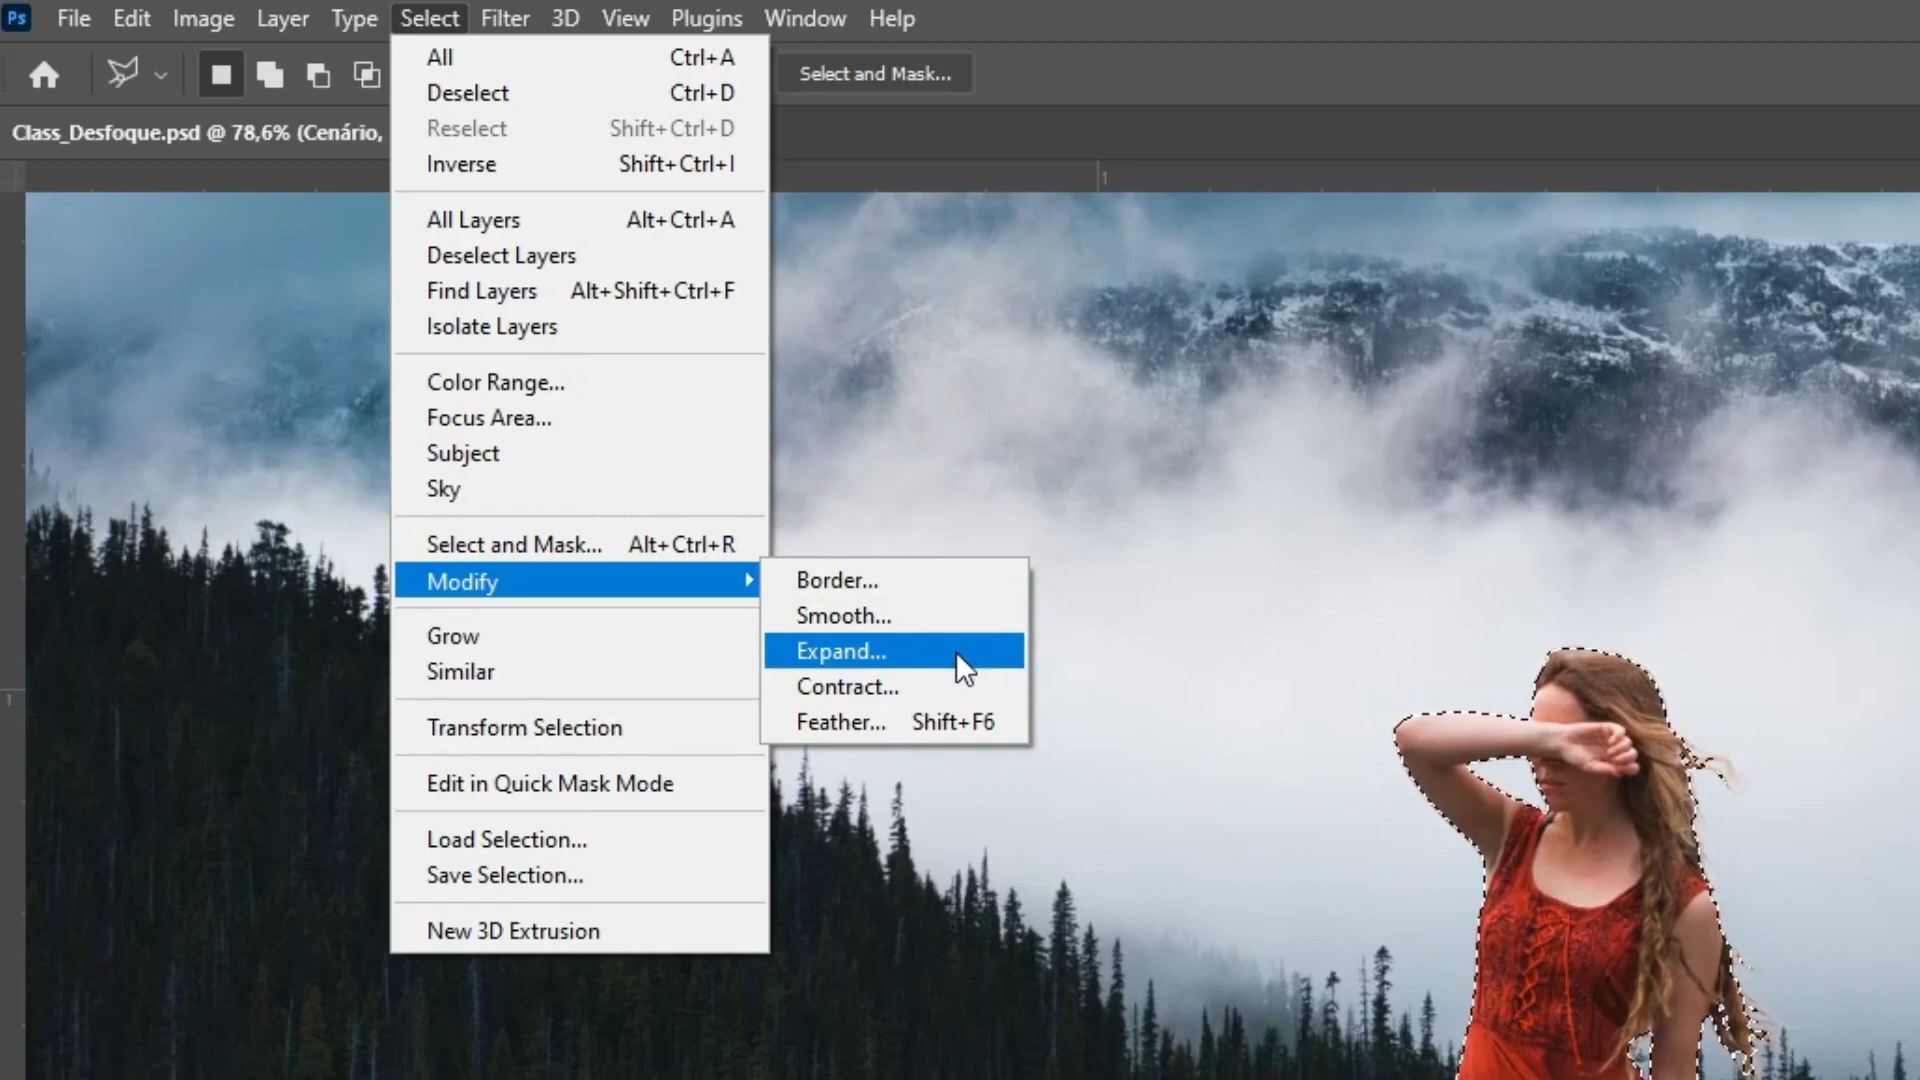 Ps File Edit Image Layer Type Select Filter 3D View Plugins Window Help
Select and Mask...
Class_Desfoque.psd @ 78,6% (Cenário,
1
1
All Ctrl+A
Deselect Ctrl+D
Reselect Shift+Ctrl+D
Inverse Shift+Ctrl+I
All Layers Alt+Ctrl+A
Deselect Layers
Find Layers Alt+Shift+Ctrl+F
Isolate Layers
Color Range...
Focus Area...
Subject
Sky
Select and Mask... Alt+Ctrl+R
Modify
Border...
Smooth...
Expand...
Contract...
Feather... Shift+F6
Grow
Similar
Transform Selection
Edit in Quick Mask Mode
Load Selection...
Save Selection...
New 3D Extrusion